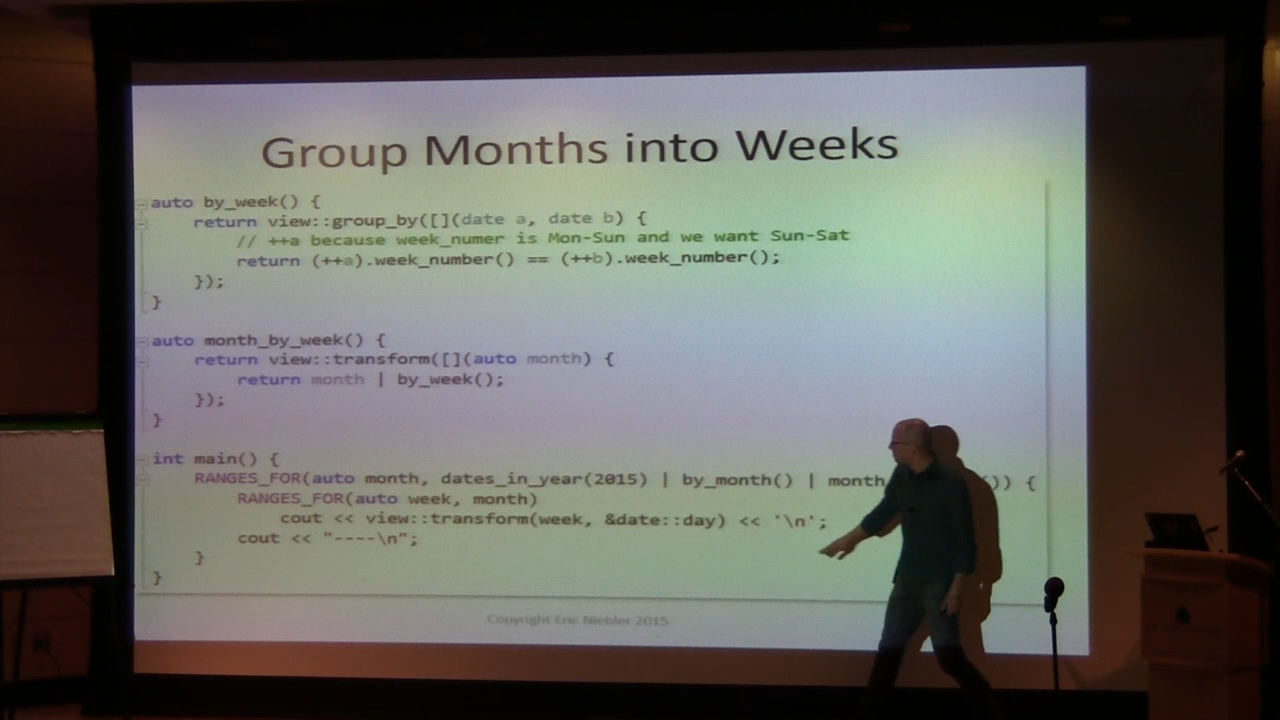 Group Months into Weeks
auto by_week() {
return view::group_by([](date a, date b) {
// ++a because week_numer is Mon-Sun and we want Sun-Sat
return (++a).week_number() == (++b).week_number();
});
}
auto month_by_week() {
return view::transform([](auto month) {
return month | by_week();
});
}
int main() {
RANGES_FOR(auto month, dates_in_year(2015) | by_month() | month ()) {
RANGES_FOR(auto week, month)
cout << view::transform(week, &date::day) << '\n';
cout << "----\n";
}
}
Copyright Eric Niebler 2015